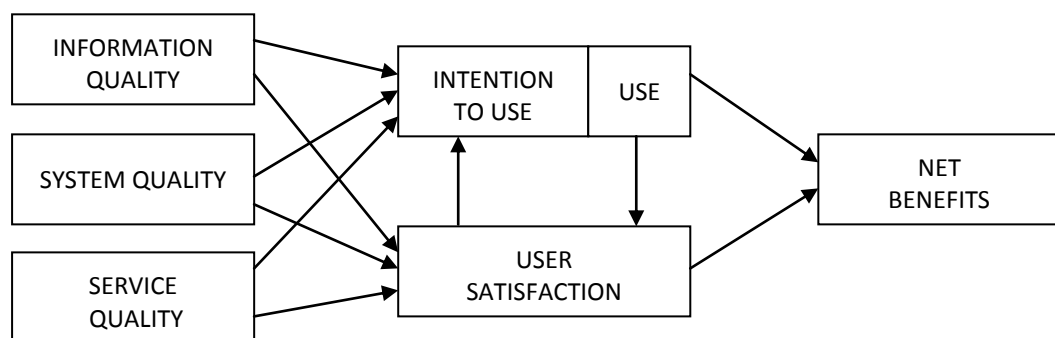 INFORMATION
QUALITY
SYSTEM QUALITY
SERVICE
QUALITY
INTENTION
TO USE
USE
USER
SATISFACTION
NET
BENEFITS